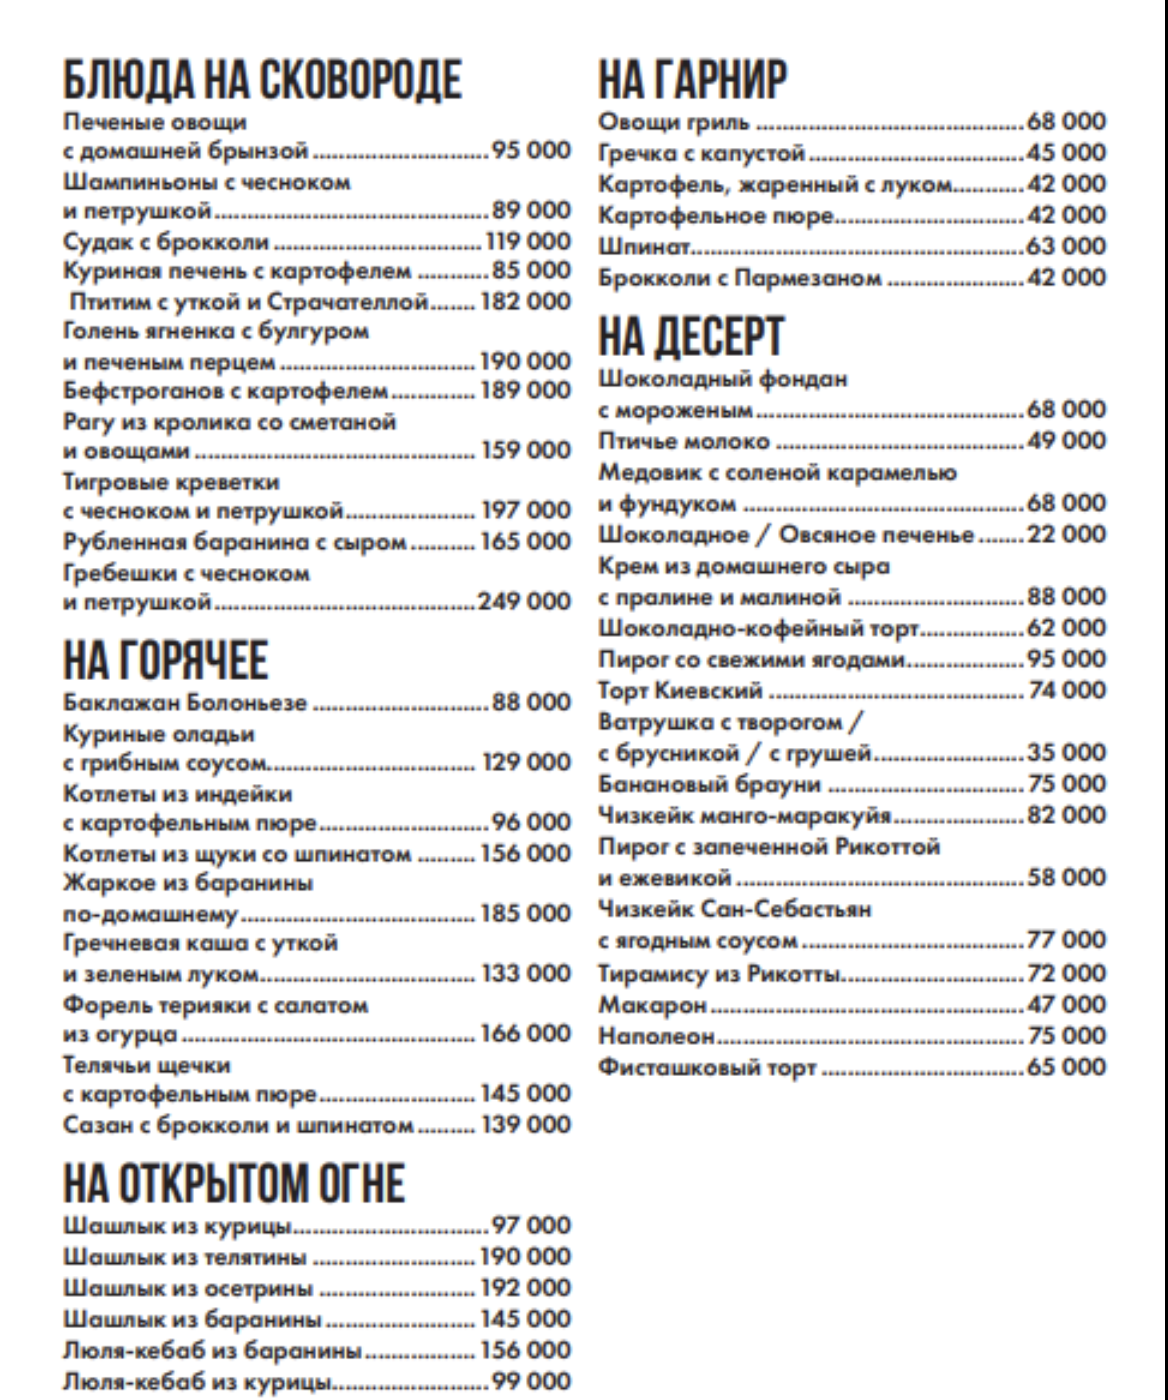 БЛЮДА НА СКОВОРОДЕ
Печеные овощи
с домашней брынзой ........................... 95 000
Шампиньоны с чесноком
и петрушкой .......................................... 89 000
Судак с брокколи ................................ 119 000
Куриная печень с картофелем ........... 85 000
Птитим с уткой и Страчателлой....... 182 000
Голень ягненка с булгуром
и печеным перцем .............................. 190 000
Бефстроганов с картофелем ............. 189 000
Рагу из кролика со сметаной
и овощами ........................................... 159 000
Тигровые креветки
с чесноком и петрушкой .................... 197 000
Рубленная баранина с сыром .......... 165 000
Гребешки с чесноком
и петрушкой ........................................ 249 000
НА ГОРЯЧЕЕ
Баклажан Болоньезе ........................... 88 000
Куриные оладьи
с грибным соусом................................ 129 000
Котлеты из индейки
с картофельным пюре .......................... 96 000
Котлеты из щуки со шпинатом ......... 156 000
Жаркое из баранины
по-домашнему .................................... 185 000
Гречневая каша с уткой
и зеленым луком................................. 133 000
Форель терияки с салатом
из огурца ............................................. 166 000
Телячьи щечки
с картофельным пюре ........................ 145 000
Сазан с брокколи и шпинатом ......... 139 000
НА ОТКРЫТОМ ОГНЕ
Шашлык из курицы.............................. 97 000
Шашлык из телятины ......................... 190 000
Шашлык из осетрины ........................ 192 000
Шашлык из баранины ....................... 145 000
Люля-кебаб из баранины ................. 156 000
Люля-кебаб из курицы........................ 99 000
НА ГАРНИР
Овощи гриль ......................................... 68 000
Гречка с капустой ................................. 45 000
Картофель, жаренный с луком........... 42 000
Картофельное пюре............................. 42 000
Шпинат................................................... 63 000
Брокколи с Пармезаном ..................... 42 000
НА ДЕСЕРТ
Шоколадный фондан
с мороженым ......................................... 68 000
Птичье молоко ...................................... 49 000
Медовик с соленой карамелью
и фундуком ........................................... 68 000
Шоколадное / Овсяное печенье ....... 22 000
Крем из домашнего сыра
с пралине и малиной ........................... 88 000
Шоколадно-кофейный торт................ 62 000
Пирог со свежими ягодами.................. 95 000
Торт Киевский ....................................... 74 000
Ватрушка с творогом /
с брусникой / с грушей ....................... 35 000
Банановый брауни .............................. 75 000
Чизкейк манго-маракуйя .................... 82 000
Пирог с запеченной Рикоттой
и ежевикой ............................................ 58 000
Чизкейк Сан-Себастьян
с ягодным соусом .................................. 77 000
Тирамису из Рикотты............................ 72 000
Макарон ................................................ 47 000
Наполеон ............................................... 75 000
Фисташковый торт ............................... 65 000